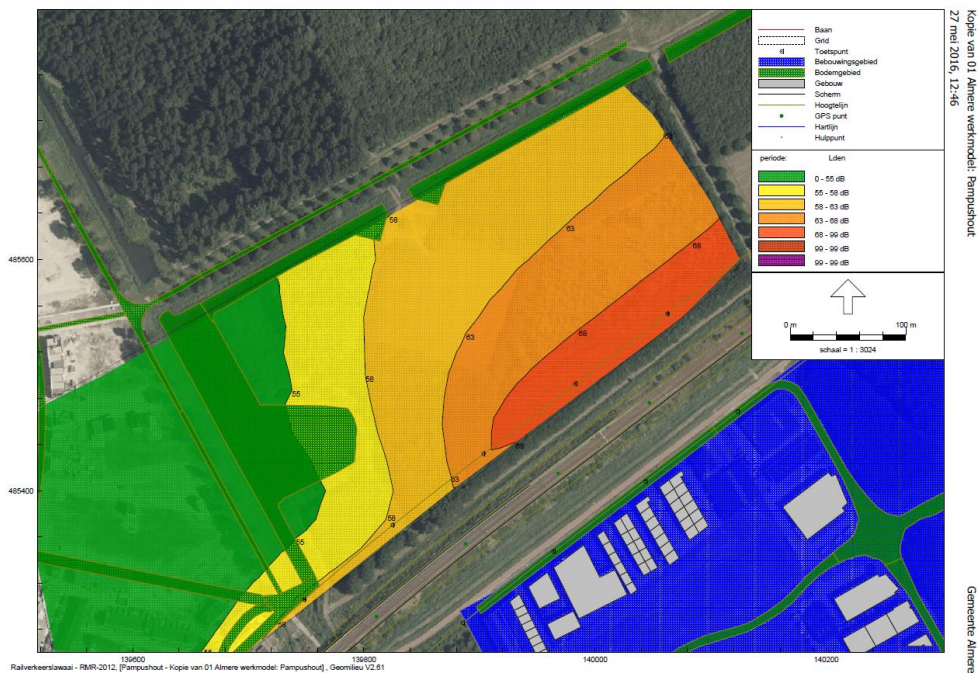 Kopie van 01 Almere werkmodel: Pampushout
27 mei 2016, 12:46
Baan
Grid
Toetspunt
Bebouwingsgebied
Bodemgebied
Gebouw
Scherm
Hoogtelijn
GPS punt
Hartlijn
Hulppunt
periode: Lden
0 - 55 dB
55 - 58 dB
58 - 63 dB
63 - 68 dB
68 - 99 dB
99 - 99 dB
99 - 99 dB
0 m 100 m
schaal = 1 : 3024
63
58
63
68
485600
63
68
58
55
68
63
485400
58
55
58
139600 139800 140000 140200
Railverkeerslawaai - RMR-2012, [Pampushout - Kopie van 01 Almere werkmodel: Pampushout] , Geomilieu V2.61
Gemeente Almere